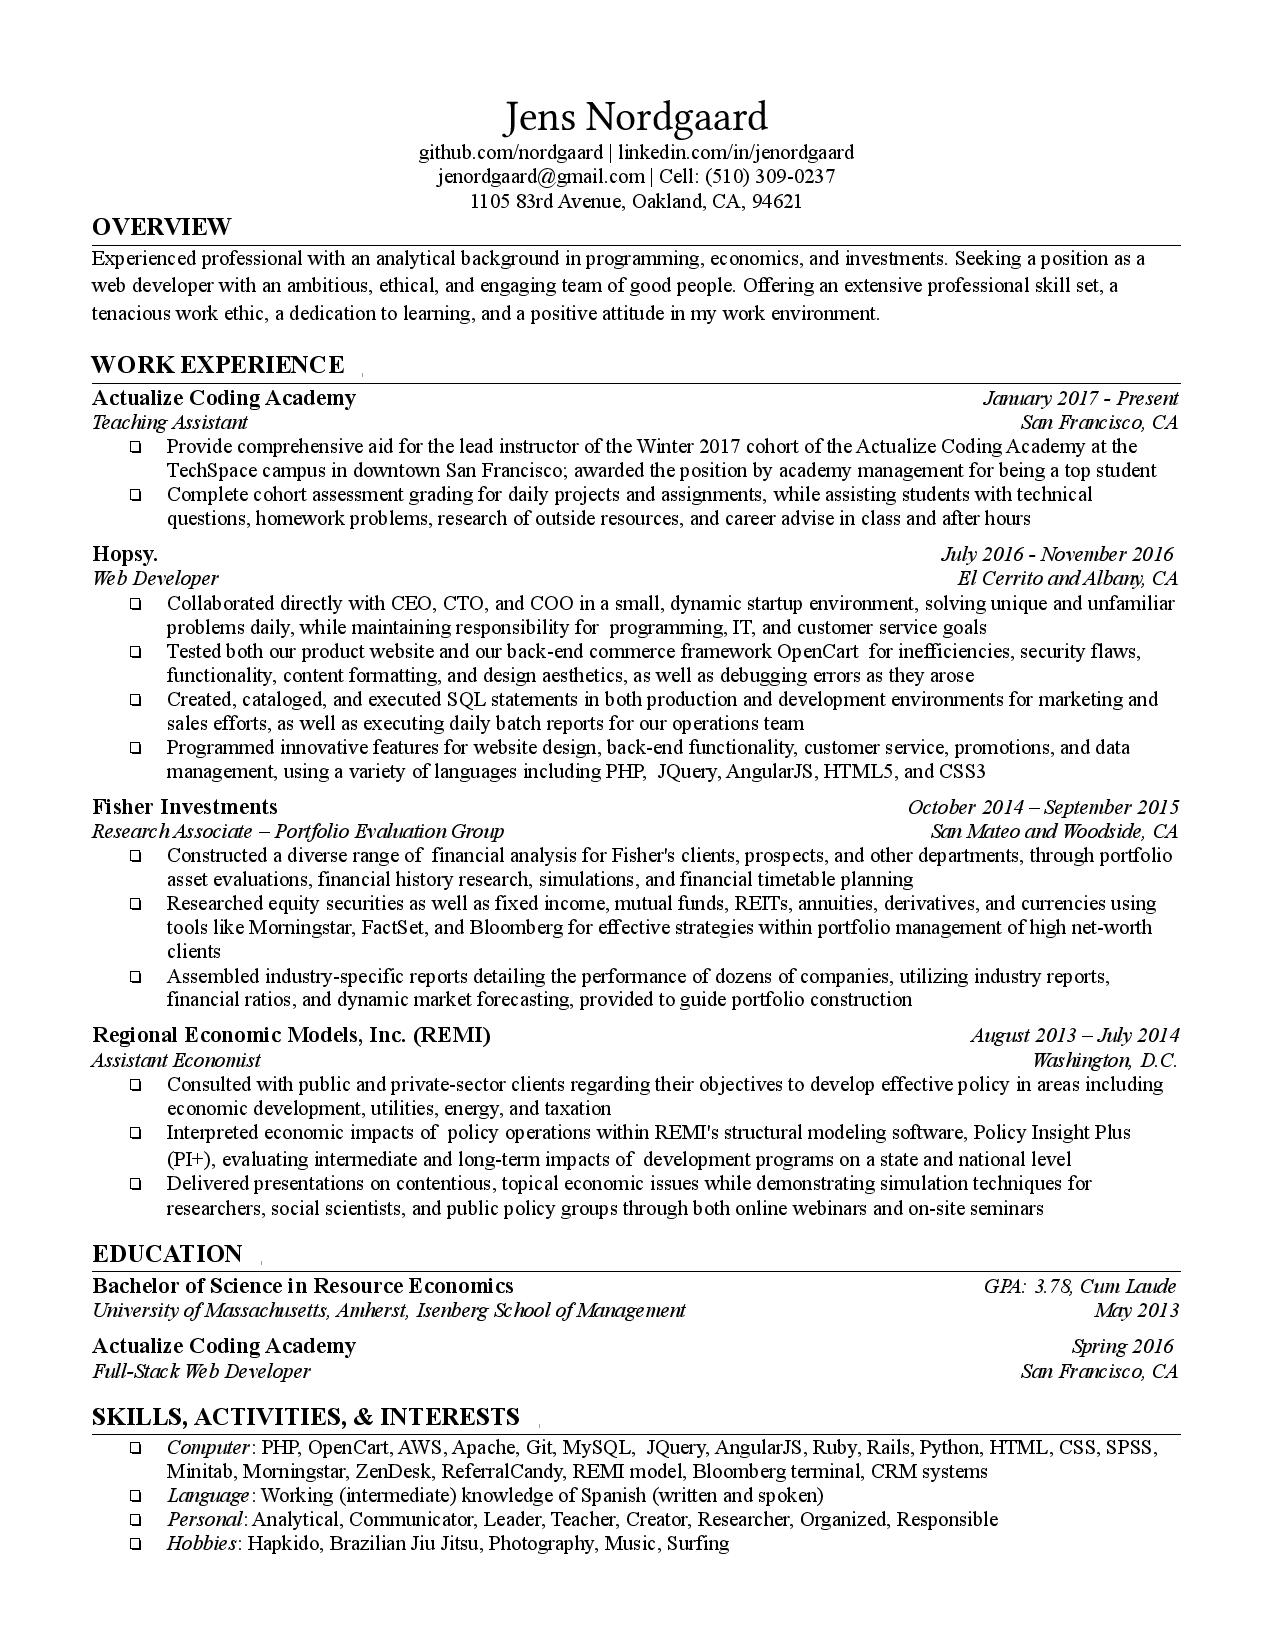 Jens Nordgaard
github.com/nordgaard | linkedin.com/in/jenordgaard
jenordgaard@gmail.com | Cell: (510) 309-0237
1105 83rd Avenue, Oakland, CA, 94621
OVERVIEW
Experienced professional with an analytical background in programming, economics, and investments. Seeking a position as a
web developer with an ambitious, ethical, and engaging team of good people. Offering an extensive professional skill set, a
tenacious work ethic, a dedication to learning, and a positive attitude in my work environment.
WORK EXPERIENCE
Actualize Coding Academy January 2017 - Present
Teaching Assistant San Francisco, CA
❏ Provide comprehensive aid for the lead instructor of the Winter 2017 cohort of the Actualize Coding Academy at the
TechSpace campus in downtown San Francisco; awarded the position by academy management for being a top student
❏ Complete cohort assessment grading for daily projects and assignments, while assisting students with technical
questions, homework problems, research of outside resources, and career advise in class and after hours
Hopsy. July 2016 - November 2016
Web Developer El Cerrito and Albany, CA
❏ Collaborated directly with CEO, CTO, and COO in a small, dynamic startup environment, solving unique and unfamiliar
problems daily, while maintaining responsibility for programming, IT, and customer service goals
❏ Tested both our product website and our back-end commerce framework OpenCart for inefficiencies, security flaws,
functionality, content formatting, and design aesthetics, as well as debugging errors as they arose
❏ Created, cataloged, and executed SQL statements in both production and development environments for marketing and
sales efforts, as well as executing daily batch reports for our operations team
❏ Programmed innovative features for website design, back-end functionality, customer service, promotions, and data
management, using a variety of languages including PHP, JQuery, AngularJS, HTML5, and CSS3
Fisher Investments October 2014 – September 2015
Research Associate – Portfolio Evaluation Group San Mateo and Woodside, CA
❏ Constructed a diverse range of financial analysis for Fisher's clients, prospects, and other departments, through portfolio
asset evaluations, financial history research, simulations, and financial timetable planning
❏ Researched equity securities as well as fixed income, mutual funds, REITs, annuities, derivatives, and currencies using
tools like Morningstar, FactSet, and Bloomberg for effective strategies within portfolio management of high net-worth
clients
❏ Assembled industry-specific reports detailing the performance of dozens of companies, utilizing industry reports,
financial ratios, and dynamic market forecasting, provided to guide portfolio construction
Regional Economic Models, Inc. (REMI) August 2013 – July 2014
Assistant Economist Washington, D.C.
❏ Consulted with public and private-sector clients regarding their objectives to develop effective policy in areas including
economic development, utilities, energy, and taxation
❏ Interpreted economic impacts of policy operations within REMI's structural modeling software, Policy Insight Plus
(PI+), evaluating intermediate and long-term impacts of development programs on a state and national level
❏ Delivered presentations on contentious, topical economic issues while demonstrating simulation techniques for
researchers, social scientists, and public policy groups through both online webinars and on-site seminars
EDUCATION
Bachelor of Science in Resource Economics GPA: 3.78, Cum Laude
University of Massachusetts, Amherst, Isenberg School of Management May 2013
Actualize Coding Academy Spring 2016
Full-Stack Web Developer San Francisco, CA
SKILLS, ACTIVITIES, & INTERESTS
❏ Computer: PHP, OpenCart, AWS, Apache, Git, MySQL, JQuery, AngularJS, Ruby, Rails, Python, HTML, CSS, SPSS,
Minitab, Morningstar, ZenDesk, ReferralCandy, REMI model, Bloomberg terminal, CRM systems
❏ Language: Working (intermediate) knowledge of Spanish (written and spoken)
❏ Personal: Analytical, Communicator, Leader, Teacher, Creator, Researcher, Organized, Responsible
❏ Hobbies: Hapkido, Brazilian Jiu Jitsu, Photography, Music, Surfing